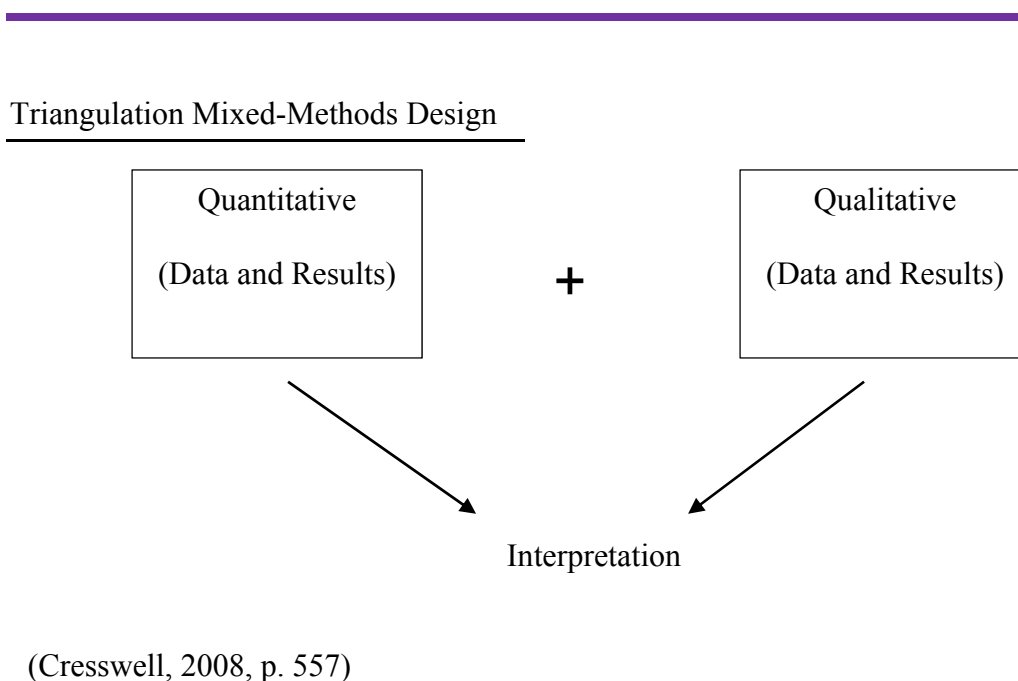 Triangulation Mixed-Methods Design
Quantitative
(Data and Results)
+
Qualitative
(Data and Results)
Interpretation
(Cresswell, 2008, p. 557)